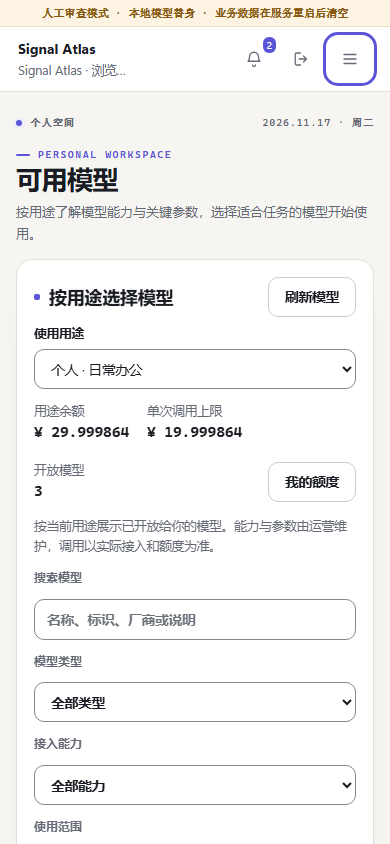 人工审查模式 · 本地模型替身 · 业务数据在服务重启后清空
Signal Atlas
Signal Atlas · 浏览...
2
个人空间
2026.11.17 · 周二
PERSONAL WORKSPACE
可用模型
按用途了解模型能力与关键参数，选择适合任务的模型开始使
用。
按用途选择模型
刷新模型
使用用途
个人 · 日常办公
用途余额
单次调用上限
¥ 29.999864
¥ 19.999864
开放模型
3
我的额度
按当前用途展示已开放给你的模型。能力与参数由运营维
护，调用以实际接入和额度为准。
搜索模型
名称、标识、厂商或说明
模型类型
全部类型
接入能力
全部能力
使用范围